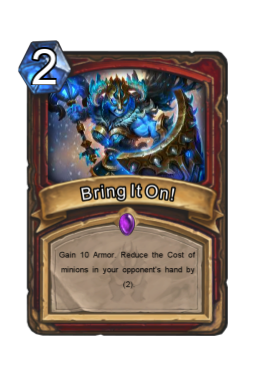 2
Bring It On!
Gain 10 Armor. Reduce the Cost of
minions in your opponent's hand by
(2).